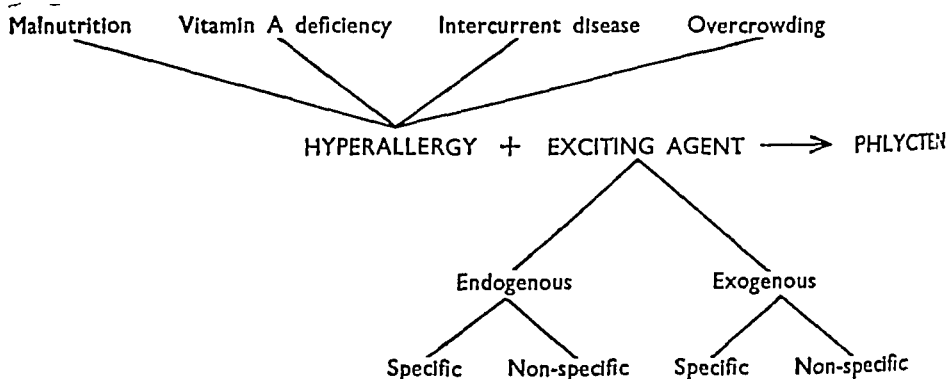 Malnutrition Vitamin A deficiency Intercurrent disease Overcrowding
HYPERALLERGY + EXCITING AGENT → PHLYCTEN
Endogenous Exogenous
Specific Non-specific Specific Non-specific